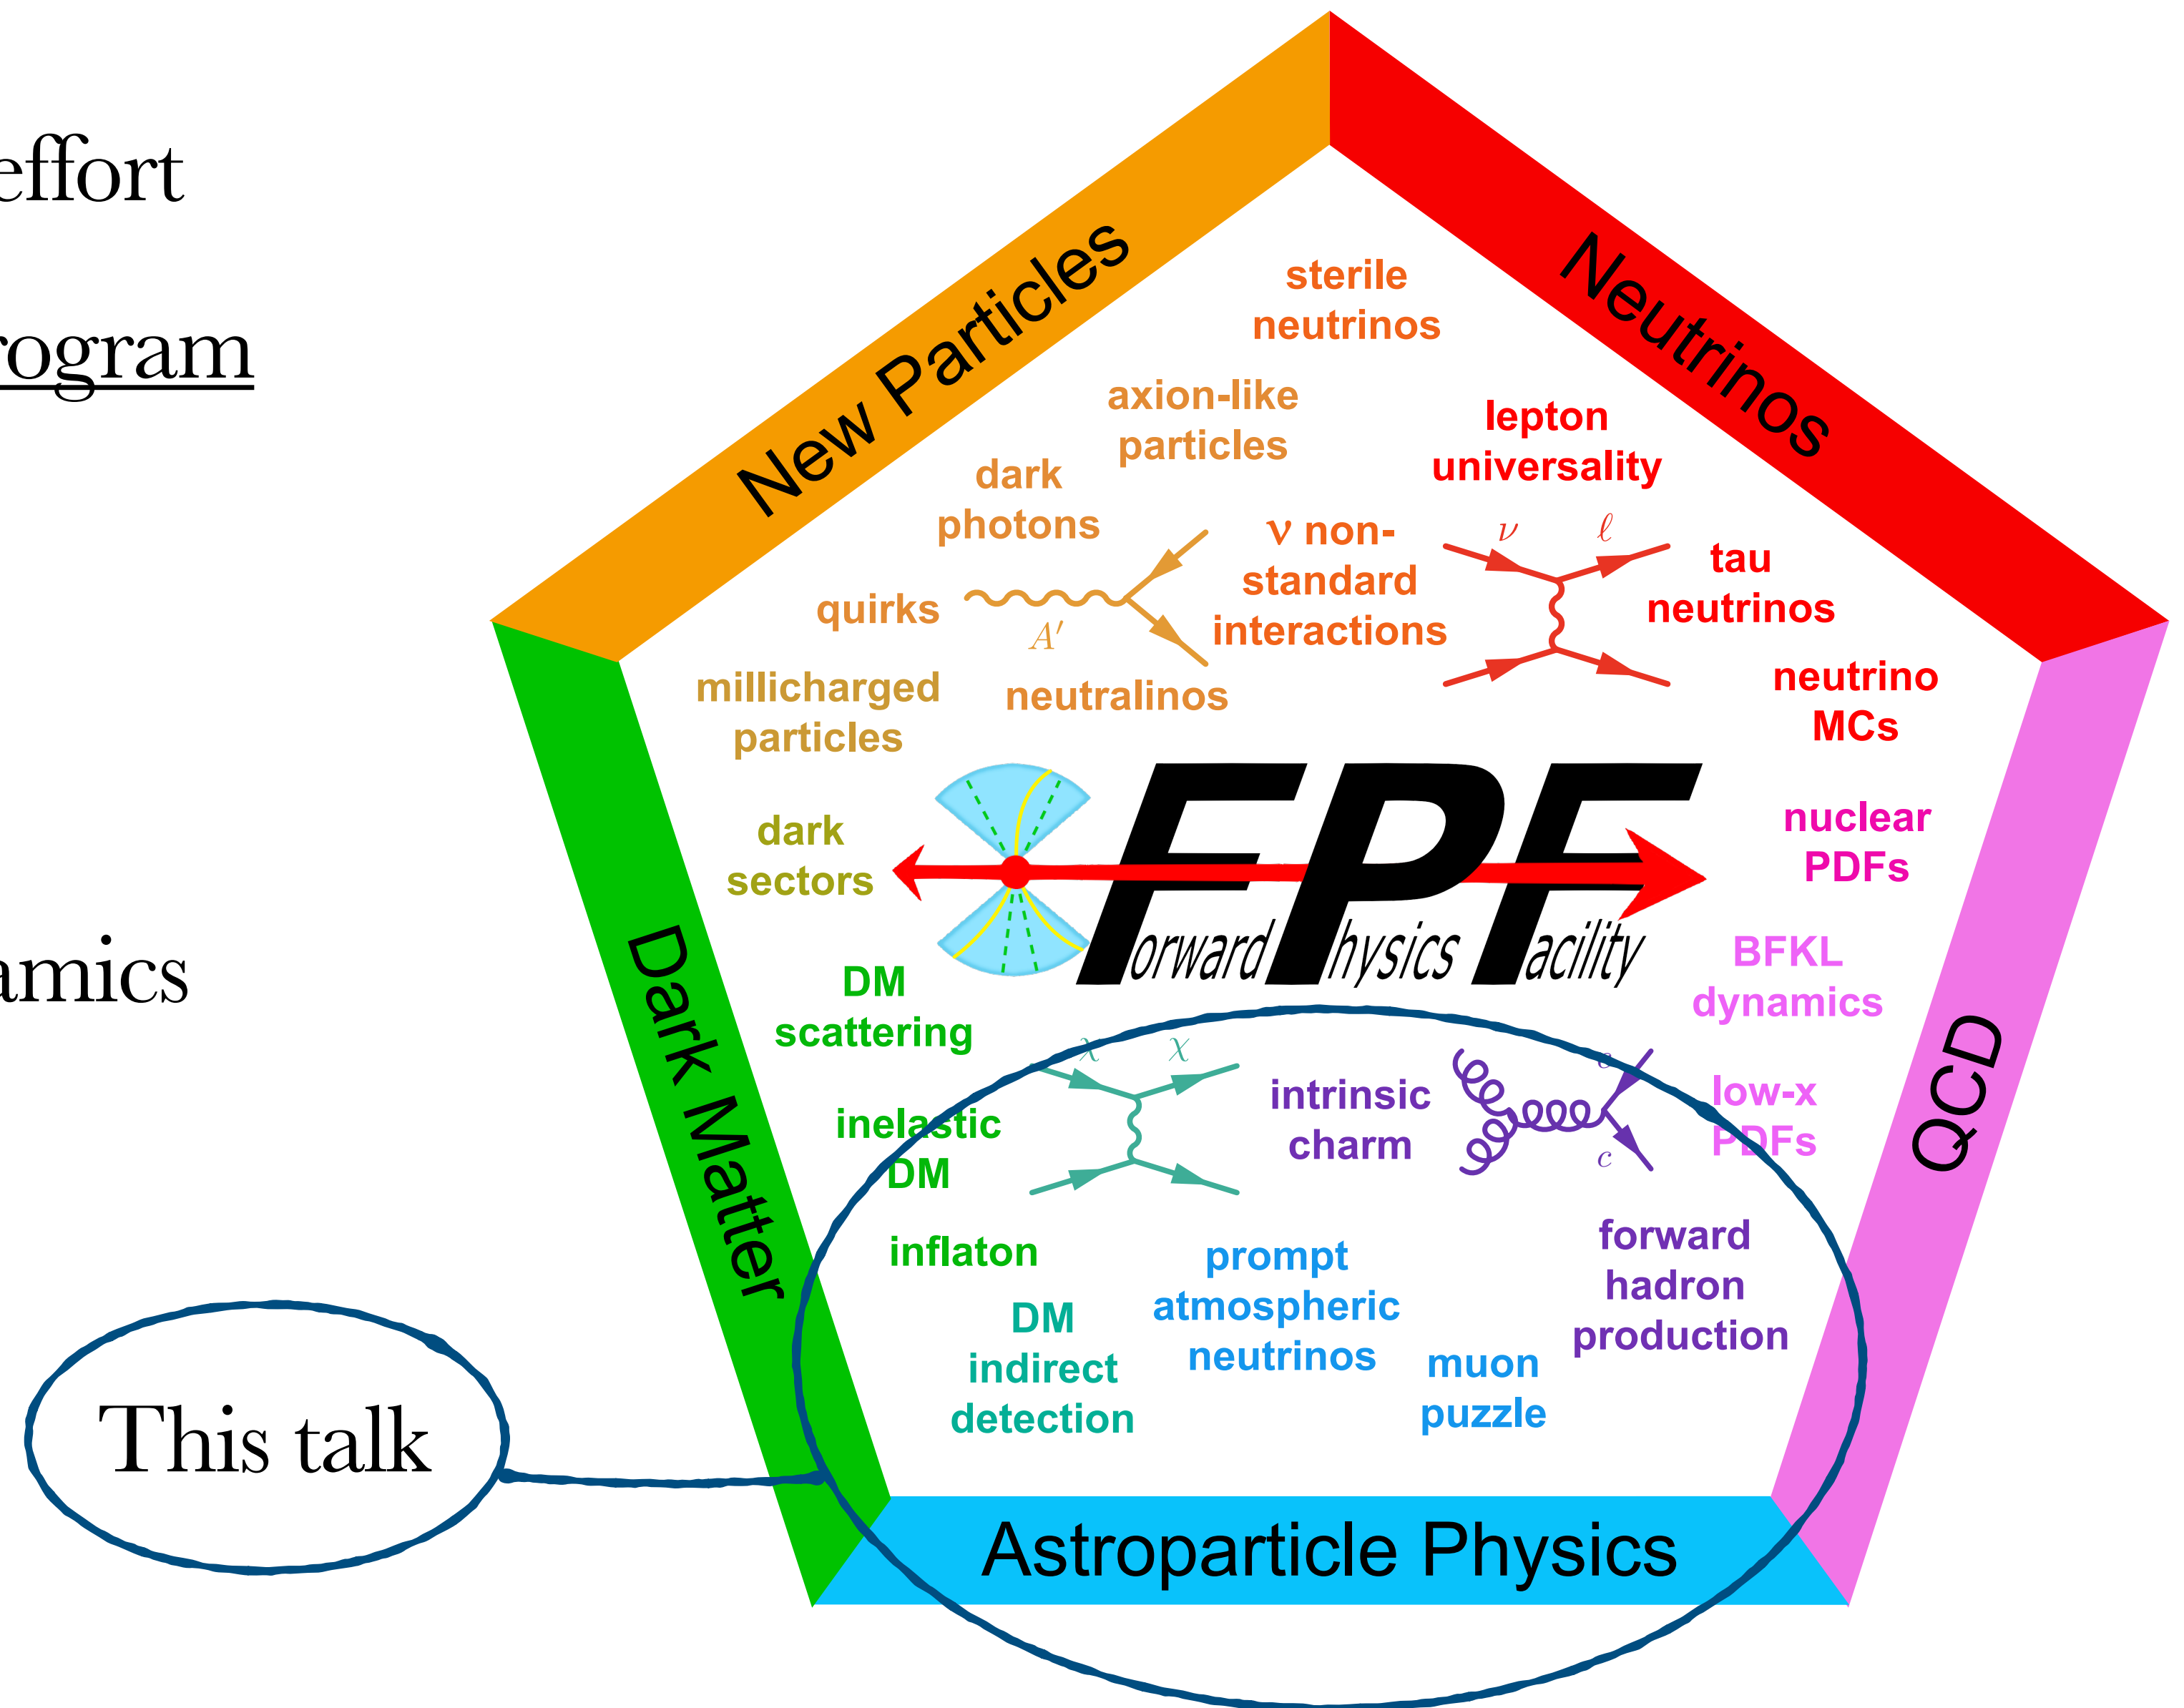 effort
ogram
amics
This talk
New Particles
Neutrinos
Dark Matter
QCD
Astroparticle Physics
sterile
neutrinos
axion-like
particles
lepton
universality
dark
photons
ν non-
standard
interactions
ν ℓ
tau
neutrinos
quirks
A′
millicharged
particles
neutralinos
neutrino
MCs
dark
sectors
FPF
Forward Physics Facility
nuclear
PDFs
BFKL
dynamics
DM
scattering
χ χ
inelastic
DM
intrinsic
charm
c
c
low-x
PDFs
inflaton
prompt
atmospheric
neutrinos
forward
hadron
production
DM
indirect
detection
muon
puzzle